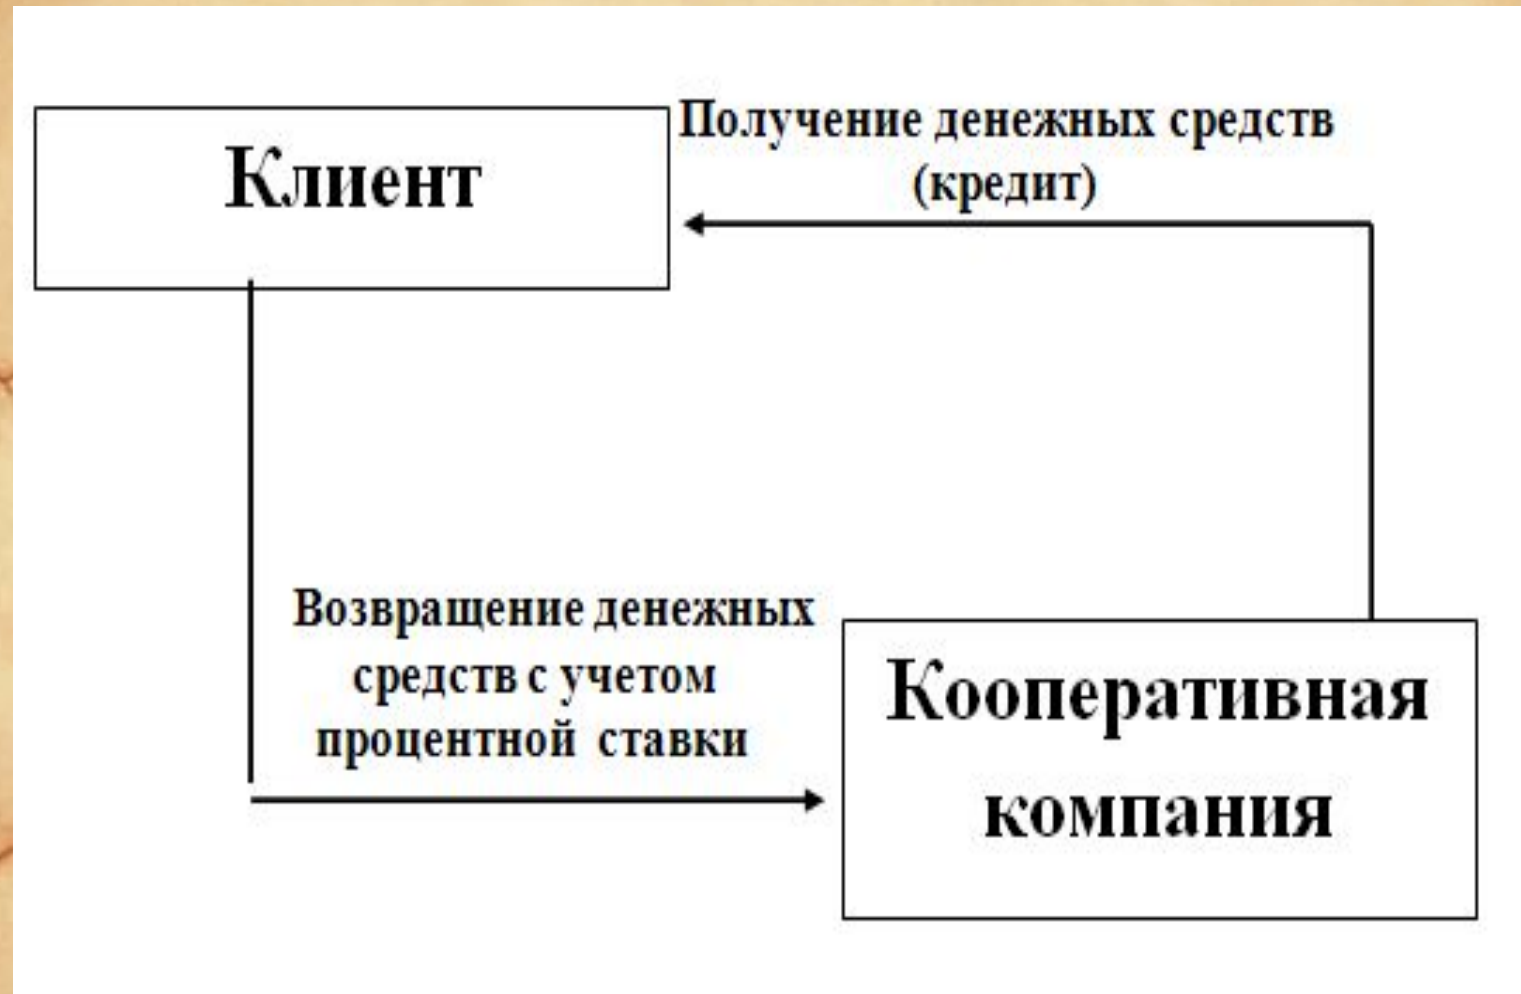 Клиент
Получение денежных средств
(кредит)
Возвращение денежных
средств с учетом
процентной ставки
Кооперативная
компания